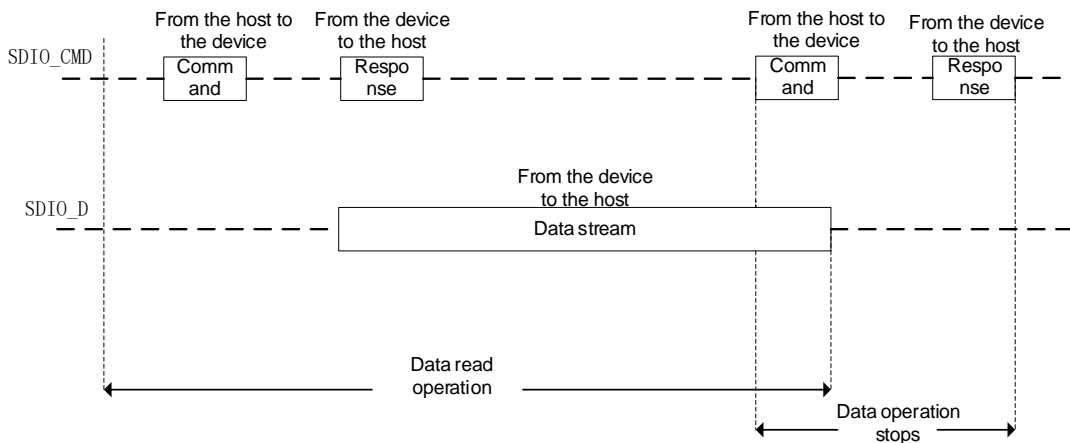 From the host to
the device
From the device
to the host
From the host to
the device
From the device
to the host
SDIO_CMD
Comm
and
Respo
nse
Comm
and
Respo
nse
From the device
to the host
SDIO_D
Data stream
Data read
operation
Data operation
stops